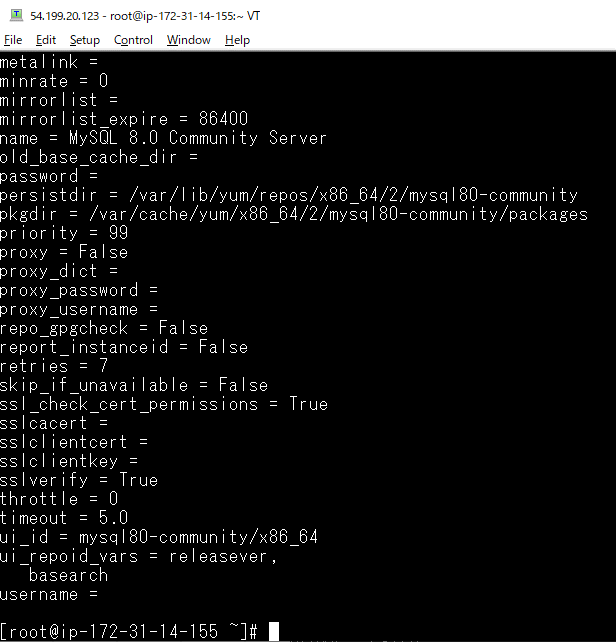 54.199.20.123 - root@ip-172-31-14-155:~ VT
File Edit Setup Control Window Help
metalink =
minrate = 0
mirrorlist =
mirrorlist_expire = 86400
name = MySQL 8.0 Community Server
old_base_cache_dir =
password =
persistdir = /var/lib/yum/repos/x86_64/2/mysql80-community
pkgdir = /var/cache/yum/x86_64/2/mysql80-community/packages
priority = 99
proxy = False
proxy_dict =
proxy_password =
proxy_username =
repo_gpgcheck = False
report_instanceid = False
retries = 7
skip_if_unavailable = False
ssl_check_cert_permissions = True
sslcacert =
sslclientcert =
sslclientkey =
sslverify = True
throttle = 0
timeout = 5.0
ui_id = mysql80-community/x86_64
ui_repoid_vars = releasever,
   basearch
username =
[root@ip-172-31-14-155 ~]#